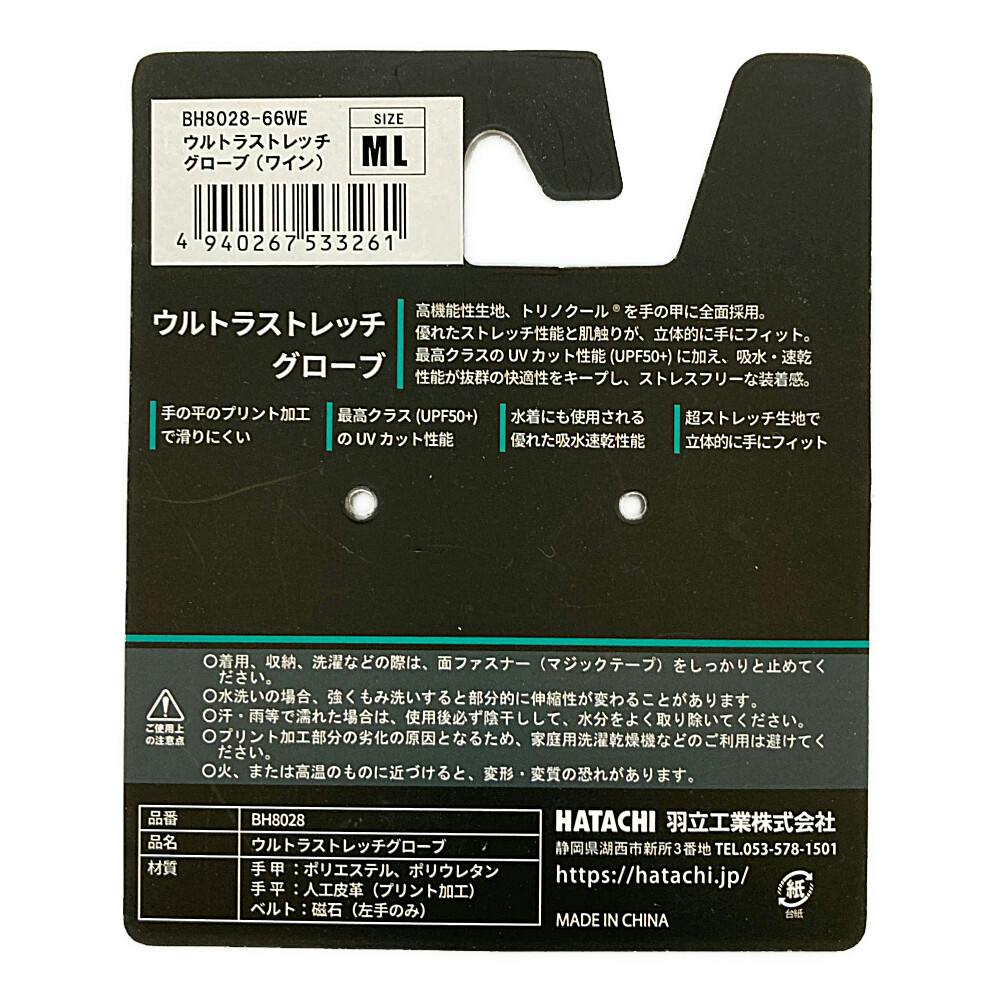 BH8028-66WE
ウルトラストレッチ
グローブ（ワイン）
SIZE
ML
4 940267 533261
ウルトラストレッチ
グローブ
高機能性生地、トリノクール®を手の甲に全面採用。
優れたストレッチ性能と肌触りが、立体的に手にフィット。
最高クラスのUVカット性能(UPF50+)に加え、吸水・速乾
性能が抜群の快適性をキープし、ストレスフリーな装着感。
手の平のプリント加工
で滑りにくい
最高クラス(UPF50+)
のUVカット性能
水着にも使用される
優れた吸水速乾性能
超ストレッチ生地で
立体的に手にフィット
ご使用上
の注意点
○着用、収納、洗濯などの際は、面ファスナー（マジックテープ）をしっかりと止めてく
ださい。
○水洗いの場合、強くもみ洗いすると部分的に伸縮性が変わることがあります。
○汗・雨等で濡れた場合は、使用後必ず陰干しして、水分をよく取り除いてください。
○プリント加工部分の劣化の原因となるため、家庭用洗濯乾燥機などのご利用は避けてく
ださい。
○火、または高温のものに近づけると、変形・変質の恐れがあります。
品番 BH8028
品名 ウルトラストレッチグローブ
材質 手甲：ポリエステル、ポリウレタン
手平：人工皮革（プリント加工）
ベルト：磁石（左手のみ）
HATACHI 羽立工業株式会社
静岡県湖西市新所3番地 TEL.053-578-1501
https://hatachi.jp/
MADE IN CHINA
紙
台紙